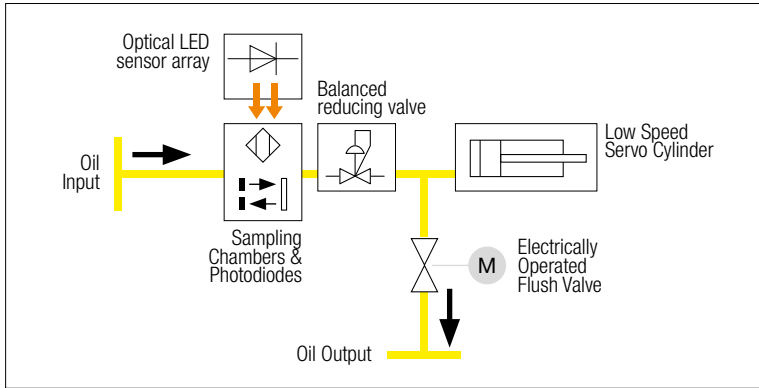 Optical LED
sensor array
Balanced
reducing valve
Low Speed
Servo Cylinder
Oil
Input
Sampling
Chambers &
Photodiodes
M
Electrically
Operated
Flush Valve
Oil Output